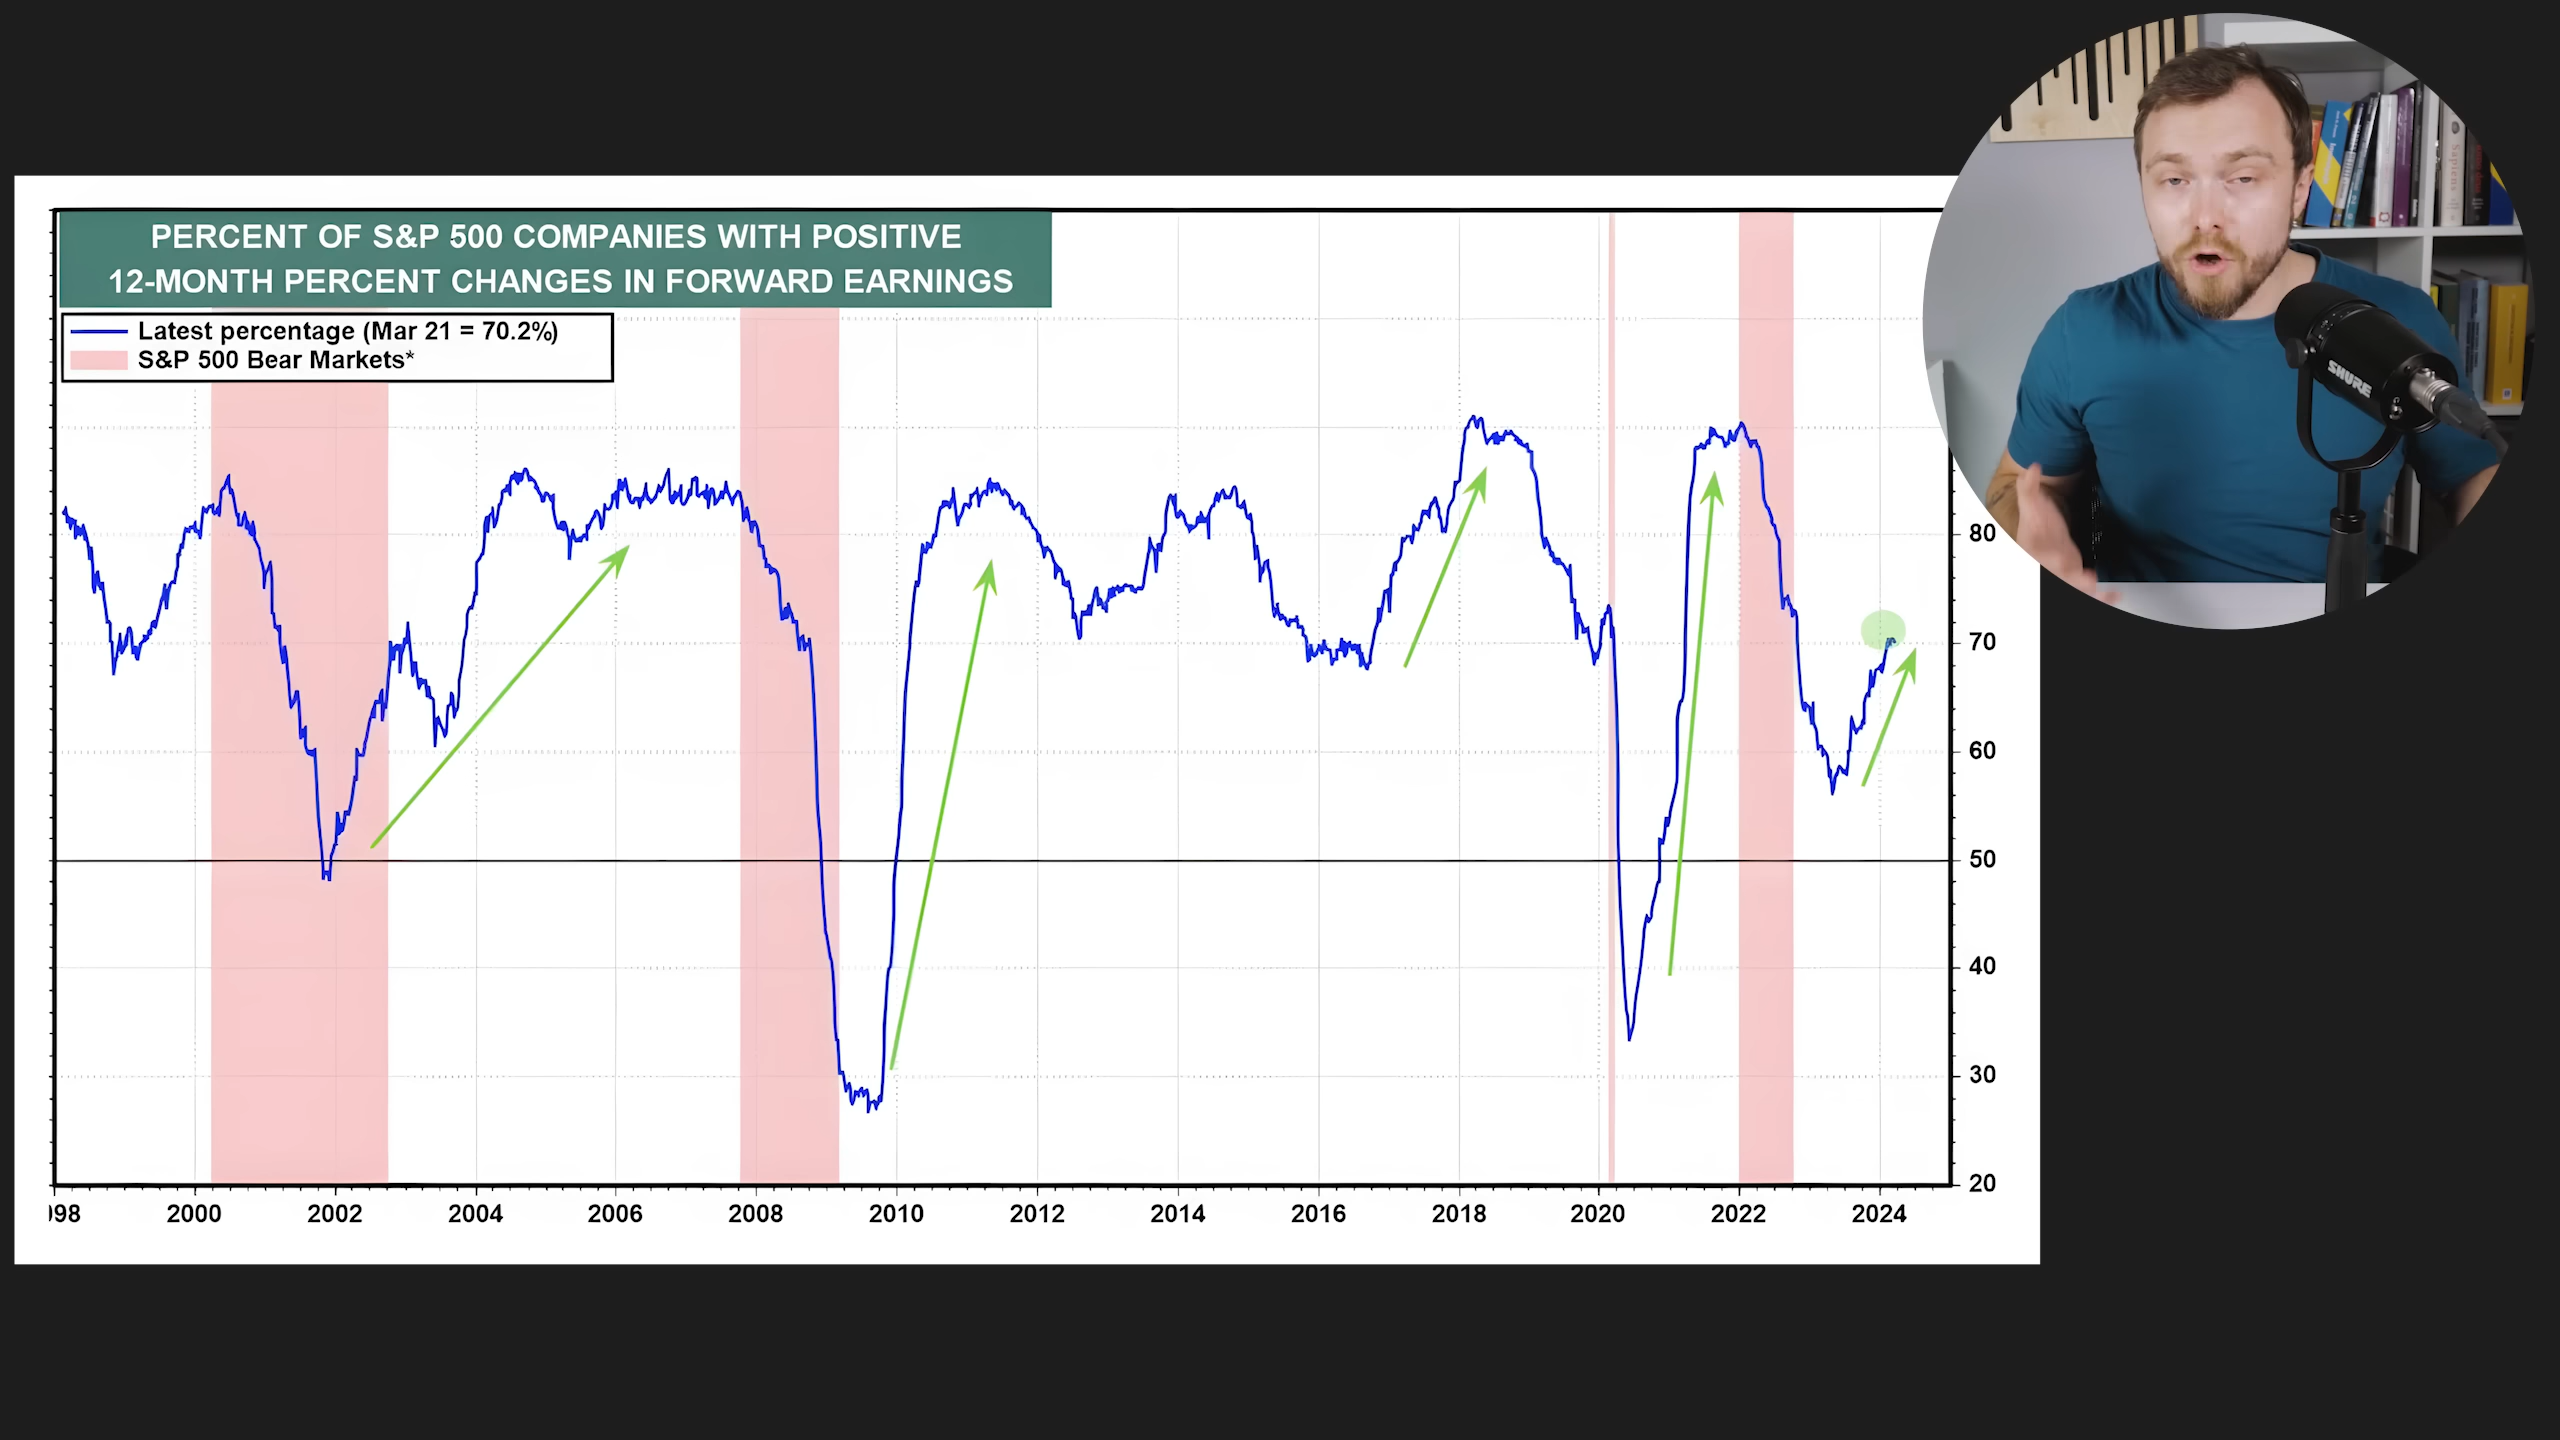 PERCENT OF S&P 500 COMPANIES WITH POSITIVE
12-MONTH PERCENT CHANGES IN FORWARD EARNINGS
Latest percentage (Mar 21 = 70.2%)
S&P 500 Bear Markets*
80
70
60
50
40
30
20
98 2000 2002 2004 2006 2008 2010 2012 2014 2016 2018 2020 2022 2024
SHURE
Sapiens